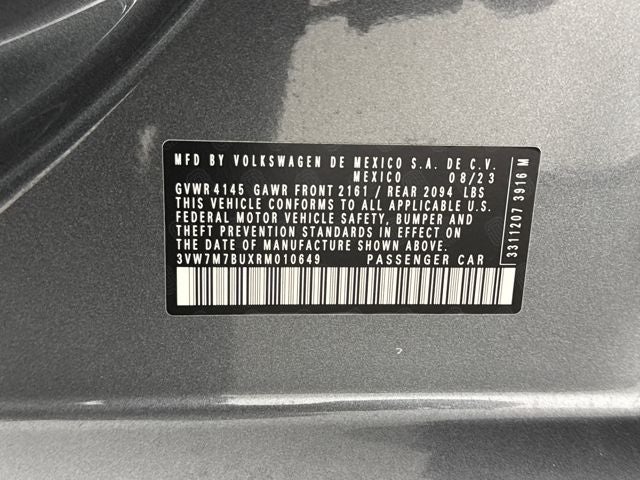 MFD BY VOLKSWAGEN DE MEXICO S.A. DE C.V.
MEXICO 08/23
GVWR 4145 GAWR FRONT 2161 / REAR 2094 LBS
THIS VEHICLE CONFORMS TO ALL APPLICABLE U.S.
FEDERAL MOTOR VEHICLE SAFETY, BUMPER AND
THEFT PREVENTION STANDARDS IN EFFECT ON
THE DATE OF MANUFACTURE SHOWN ABOVE.
3VW7M7BUXRM010649 PASSENGER CAR
3311207 3916 M